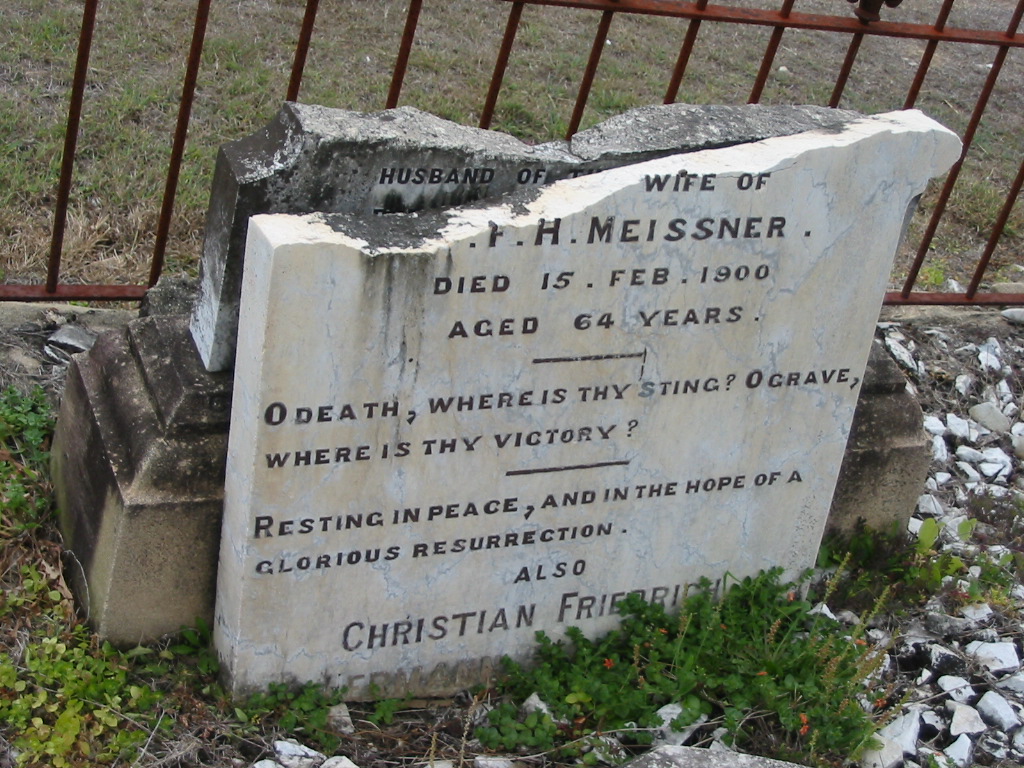 HUSBAND OF
WIFE OF
. F. H. MEISSNER.
DIED 15. FEB. 1900
AGED 64 YEARS.
O DEATH, WHERE IS THY STING? O GRAVE,
WHERE IS THY VICTORY?
RESTING IN PEACE, AND IN THE HOPE OF A
GLORIOUS RESURRECTION.
ALSO
CHRISTIAN FRIEDRICH